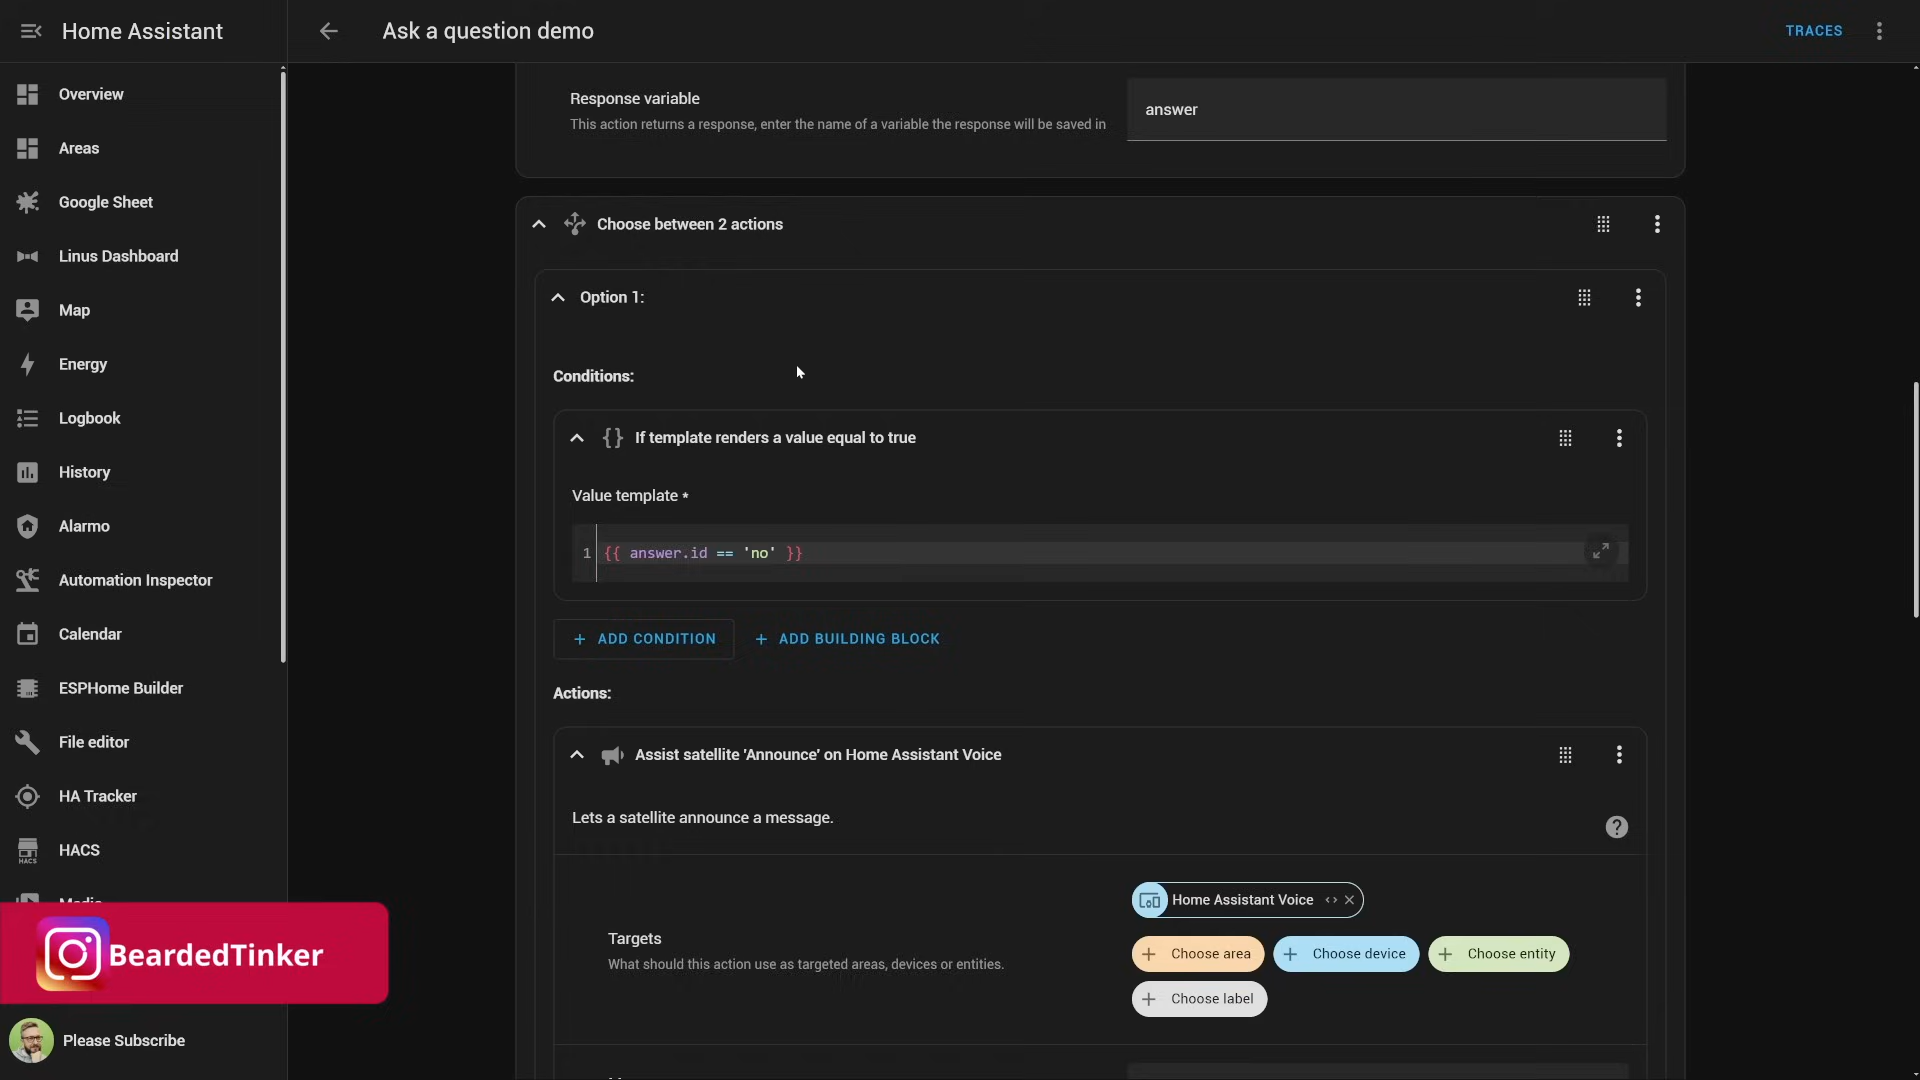 Home Assistant
Ask a question demo
TRACES
Overview
Areas
Google Sheet
Linus Dashboard
Map
Energy
Logbook
History
Alarmo
Automation Inspector
Calendar
ESPHome Builder
File editor
HA Tracker
HACS
HACS
BeardedTinker
Please Subscribe
Response variable
This action returns a response, enter the name of a variable the response will be saved in
answer
Choose between 2 actions
Option 1:
Conditions:
If template renders a value equal to true
Value template *
1 {{ answer.id == 'no' }}
+ ADD CONDITION
+ ADD BUILDING BLOCK
Actions:
Assist satellite 'Announce' on Home Assistant Voice
Lets a satellite announce a message.
Home Assistant Voice
Targets
What should this action use as targeted areas, devices or entities.
+ Choose area
+ Choose device
+ Choose entity
+ Choose label